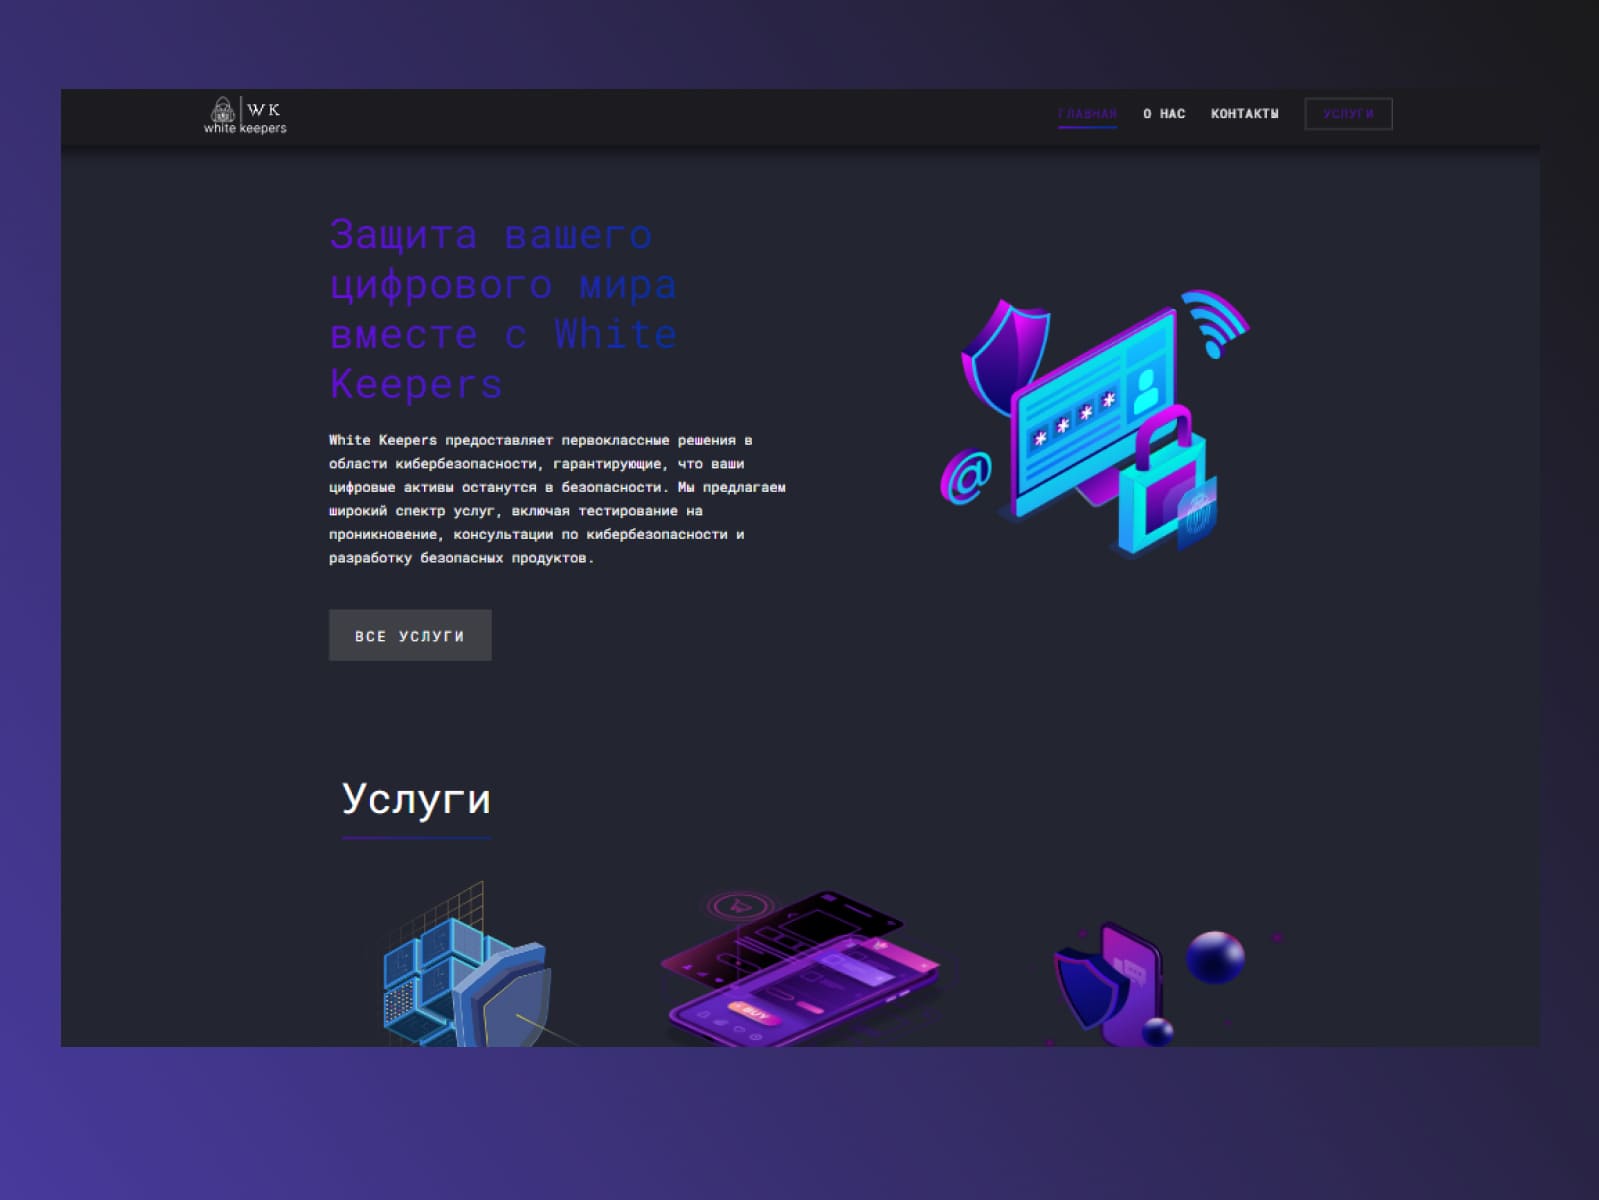 WK
white keepers
ГЛАВНАЯ
О НАС
КОНТАКТЫ
УСЛУГИ
Защита вашего
цифрового мира
вместе с White
Keepers
White Keepers предоставляет первоклассные решения в
области кибербезопасности, гарантирующие, что ваши
цифровые активы останутся в безопасности. Мы предлагаем
широкий спектр услуг, включая тестирование на
проникновение, консультации по кибербезопасности и
разработку безопасных продуктов.
****
@
ВСЕ УСЛУГИ
Услуги
BUY